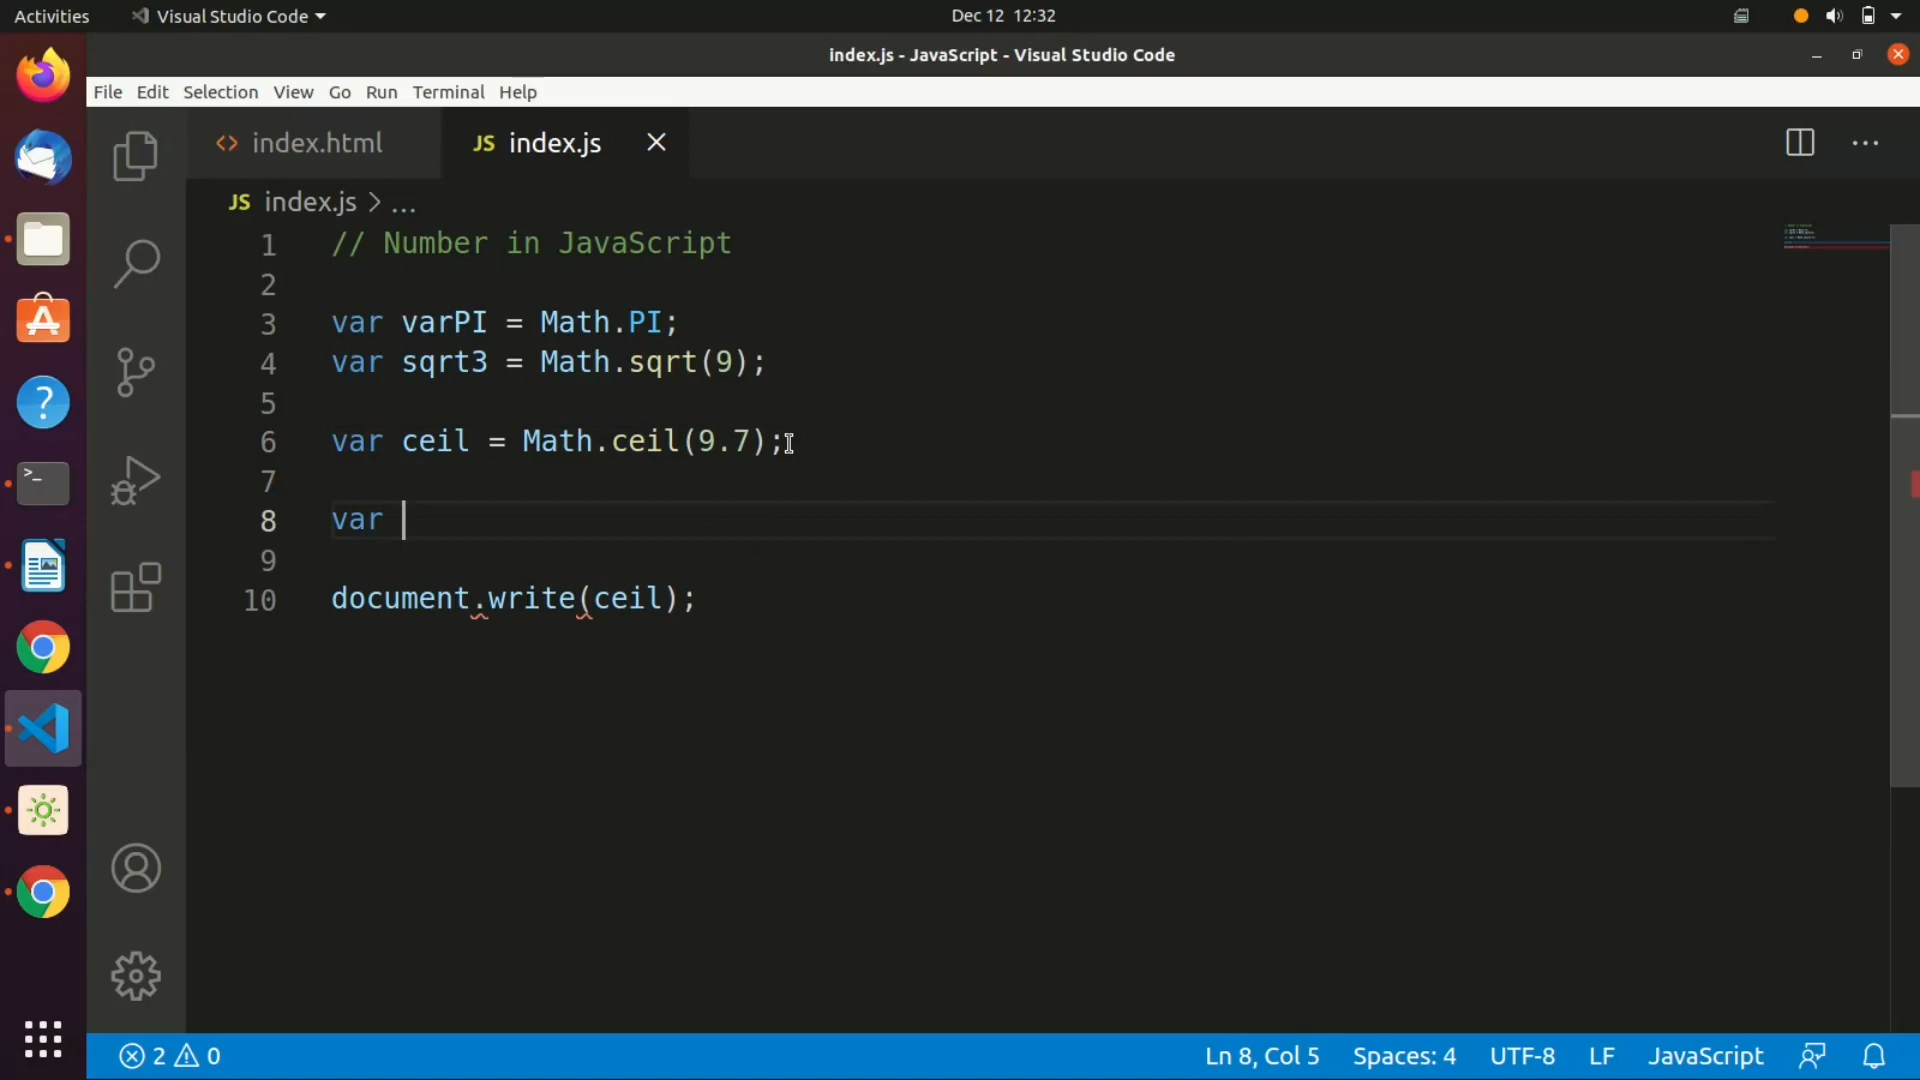 Activities Visual Studio Code Dec 12 12:32
index.js - JavaScript - Visual Studio Code
File Edit Selection View Go Run Terminal Help
<> index.html JS index.js
JS index.js > ...
1 // Number in JavaScript
2
3 var varPI = Math.PI;
4 var sqrt3 = Math.sqrt(9);
5
6 var ceil = Math.ceil(9.7);
7
8 var
9
10 document.write(ceil);
2 0 Ln 8, Col 5 Spaces: 4 UTF-8 LF JavaScript